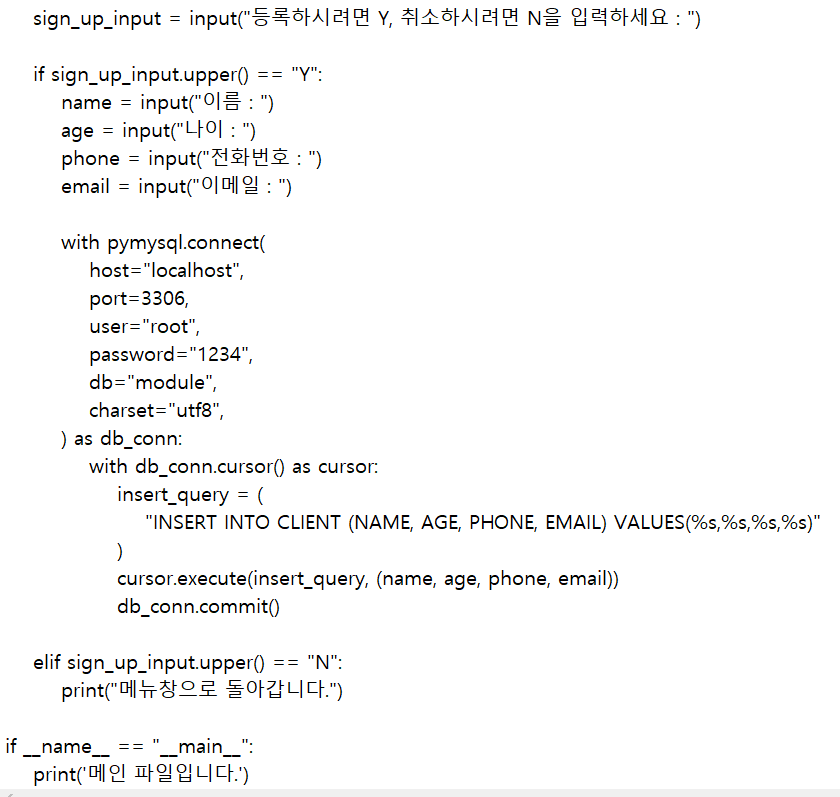 sign_up_input = input("등록하시려면 Y, 취소하시려면 N을 입력하세요 : ")
if sign_up_input.upper() == "Y":
name = input("이름 : ")
age = input("나이 : ")
phone = input("전화번호 : ")
email = input("이메일 : ")
with pymysql.connect(
host="localhost",
port=3306,
user="root",
password="1234",
db="module",
charset="utf8",
) as db_conn:
with db_conn.cursor() as cursor:
insert_query = (
"INSERT INTO CLIENT (NAME, AGE, PHONE, EMAIL) VALUES(%s,%s,%s,%s)"
)
cursor.execute(insert_query, (name, age, phone, email))
db_conn.commit()
elif sign_up_input.upper() == "N":
print("메뉴창으로 돌아갑니다.")
if __name__ == "__main__":
print('메인 파일입니다.')